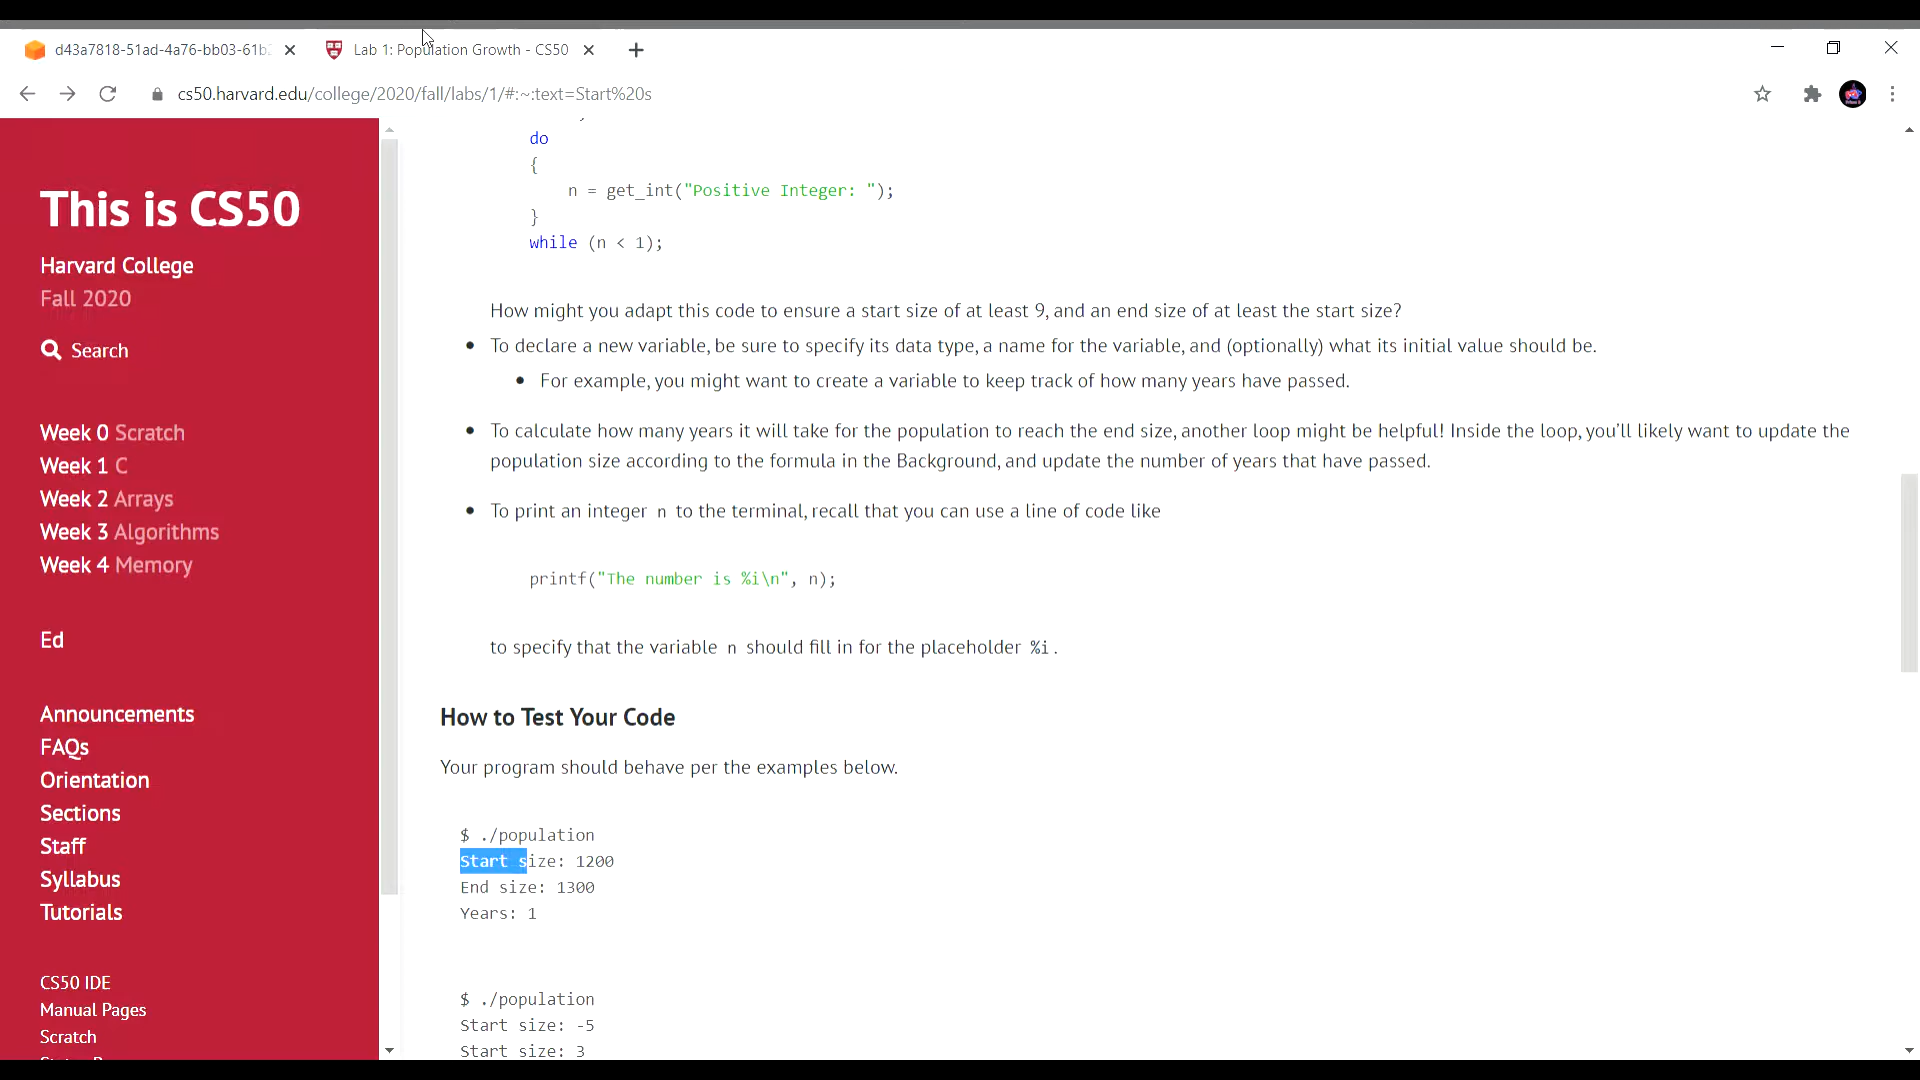 d43a7818-51ad-4a76-bb03-61b
Lab 1: Population Growth - CS50
cs50.harvard.edu/college/2020/fall/labs/1/#:~:text=Start%20s
This is CS50
Harvard College
Fall 2020
Search
Week 0 Scratch
Week 1 C
Week 2 Arrays
Week 3 Algorithms
Week 4 Memory
Ed
Announcements
FAQs
Orientation
Sections
Staff
Syllabus
Tutorials
CS50 IDE
Manual Pages
Scratch
do
{
n = get_int("Positive Integer: ");
}
while (n < 1);
How might you adapt this code to ensure a start size of at least 9, and an end size of at least the start size?
• To declare a new variable, be sure to specify its data type, a name for the variable, and (optionally) what its initial value should be.
• For example, you might want to create a variable to keep track of how many years have passed.
• To calculate how many years it will take for the population to reach the end size, another loop might be helpful! Inside the loop, you'll likely want to update the
population size according to the formula in the Background, and update the number of years that have passed.
• To print an integer n to the terminal, recall that you can use a line of code like
printf("The number is %i\n", n);
to specify that the variable n should fill in for the placeholder %i.
How to Test Your Code
Your program should behave per the examples below.
$ ./population
Start size: 1200
End size: 1300
Years: 1
$ ./population
Start size: -5
Start size: 3